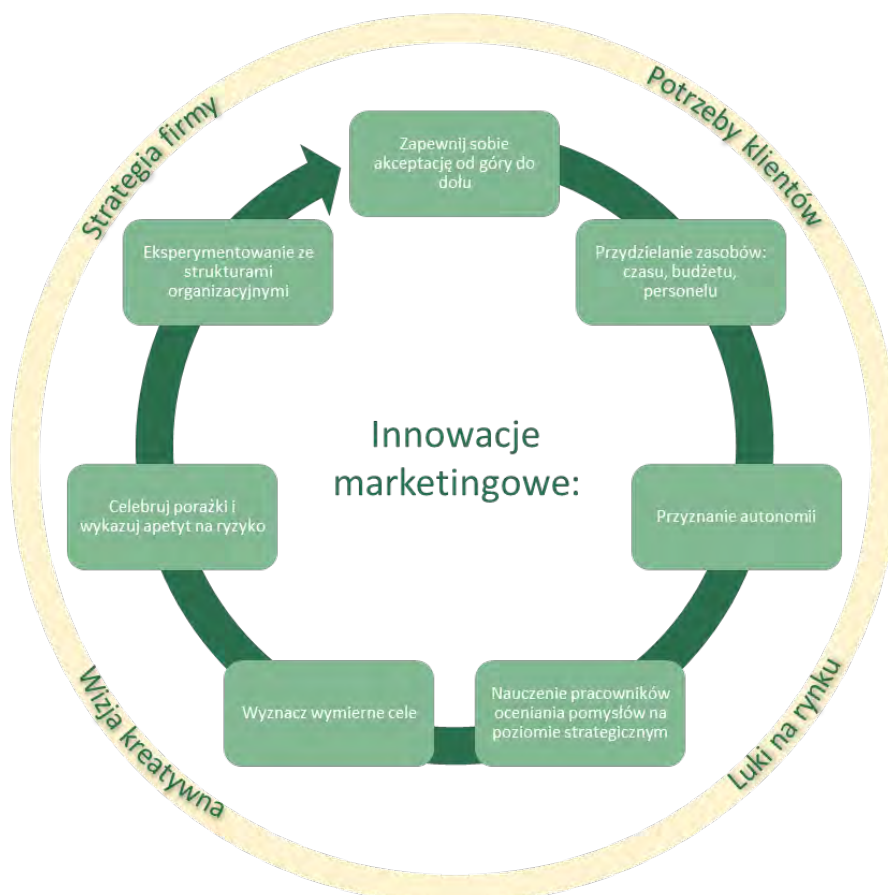 Strategia firmy
Potrzeby klientów
Zapewnij sobie
akceptację od góry do
dołu
Przydzielanie zasobów:
czasu, budżetu,
personelu
Przyznanie autonomii
Nauczenie pracowników
oceniania pomysłów na
poziomie strategicznym
Wyznacz wymierne cele
Celebruj porażki i
wykazuj apetyt na ryzyko
Eksperymentowanie ze
strukturami
organizacyjnymi
Innowacje
marketingowe:
Luki na rynku
Wizja kreatywna